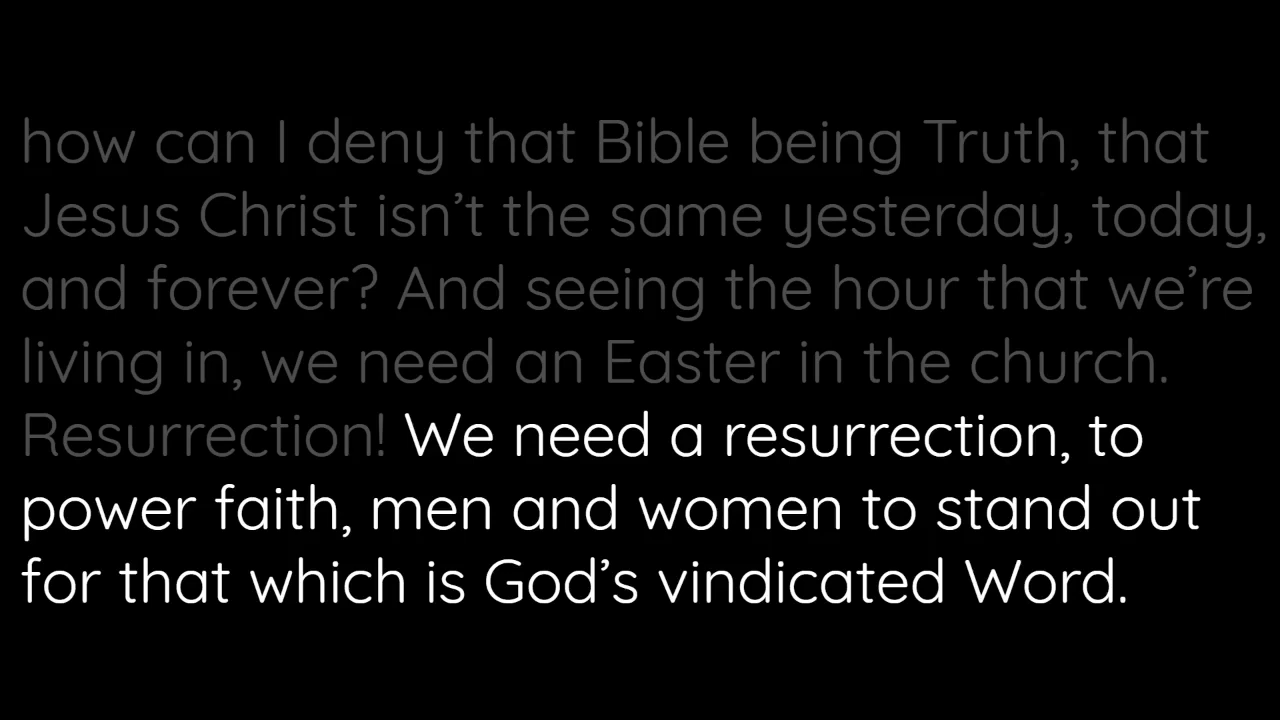 how can I deny that Bible being Truth, that
Jesus Christ isn’t the same yesterday, today,
and forever? And seeing the hour that we’re
living in, we need an Easter in the church.
Resurrection! We need a resurrection, to
power faith, men and women to stand out
for that which is God’s vindicated Word.